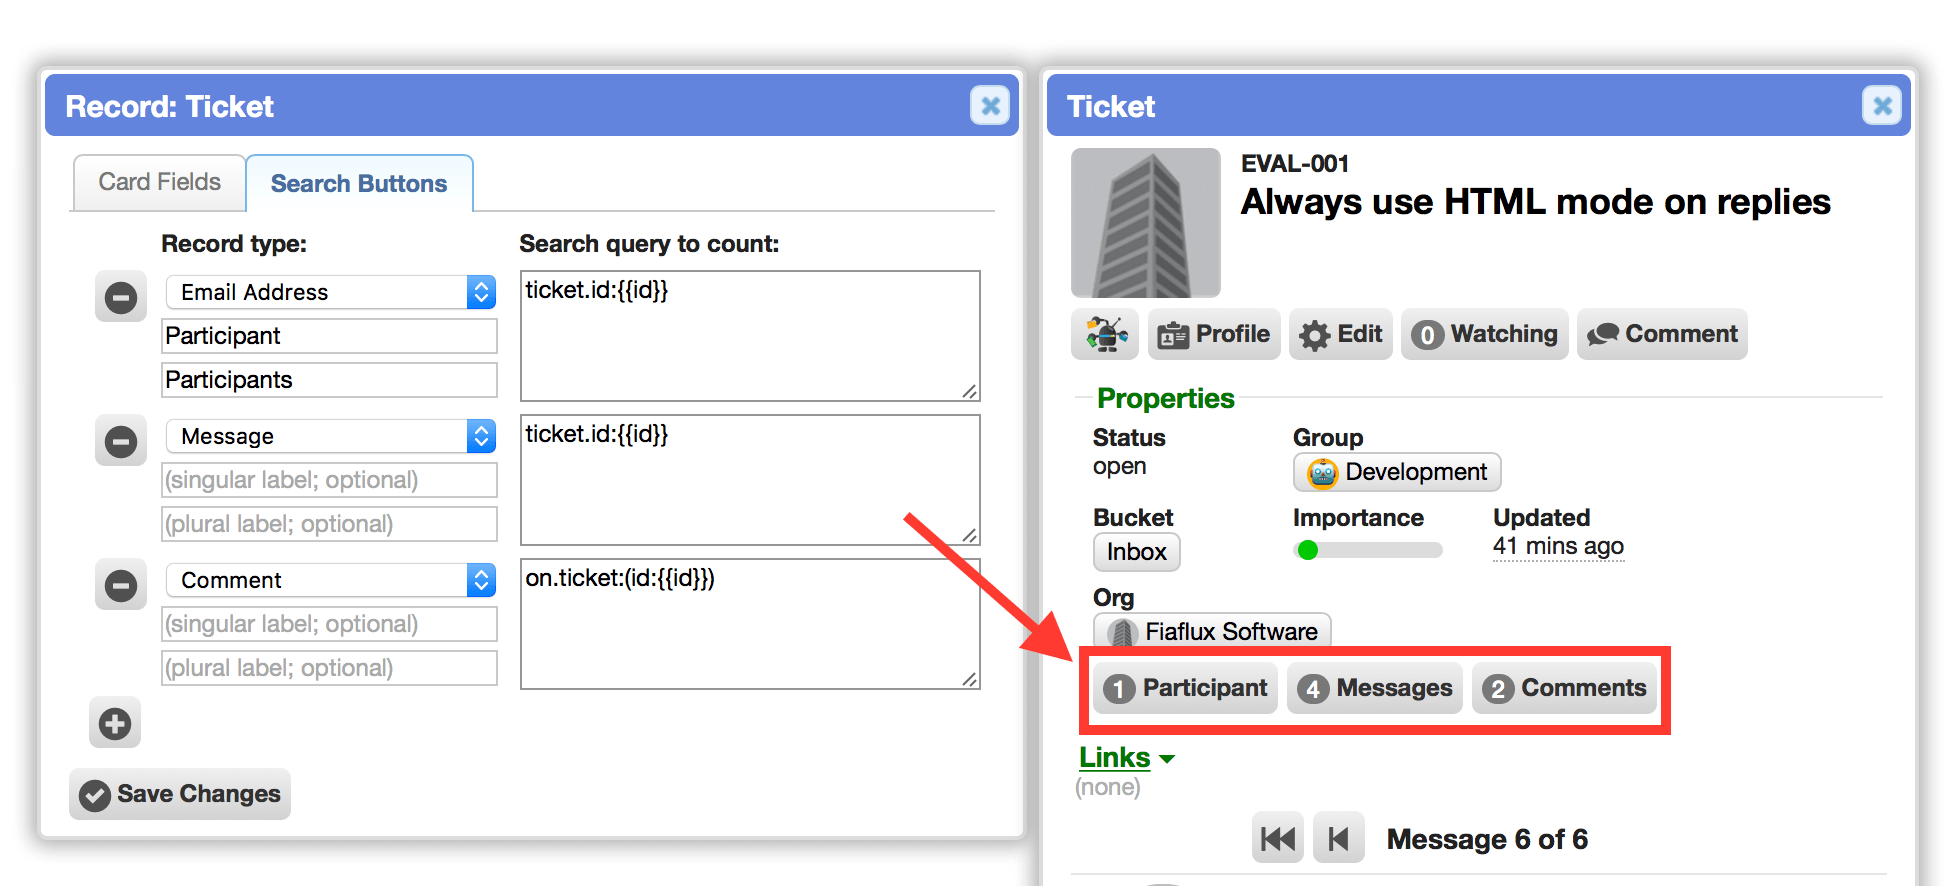 Record: Ticket
Card Fields
Search Buttons
Record type:
Search query to count:
Email Address
ticket.id:{{id}}
Participant
Participants
Message
ticket.id:{{id}}
(singular label; optional)
(plural label; optional)
Comment
on.ticket:(id:{{id}})
(singular label; optional)
(plural label; optional)
Save Changes
Ticket
EVAL-001
Always use HTML mode on replies
Profile
Edit
0 Watching
Comment
Properties
Status
open
Group
Development
Bucket
Inbox
Importance
Updated
41 mins ago
Org
Fiaflux Software
1 Participant
4 Messages
2 Comments
Links
(none)
Message 6 of 6